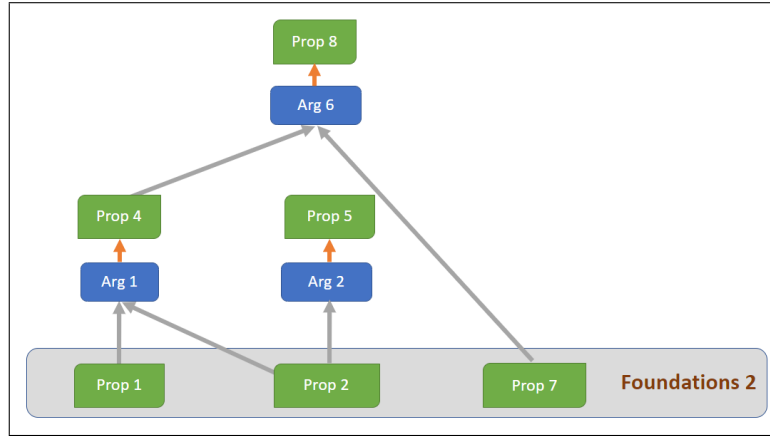 Prop 8
Arg 6
Prop 4
Prop 5
Arg 1
Arg 2
Prop 1
Prop 2
Prop 7
Foundations 2